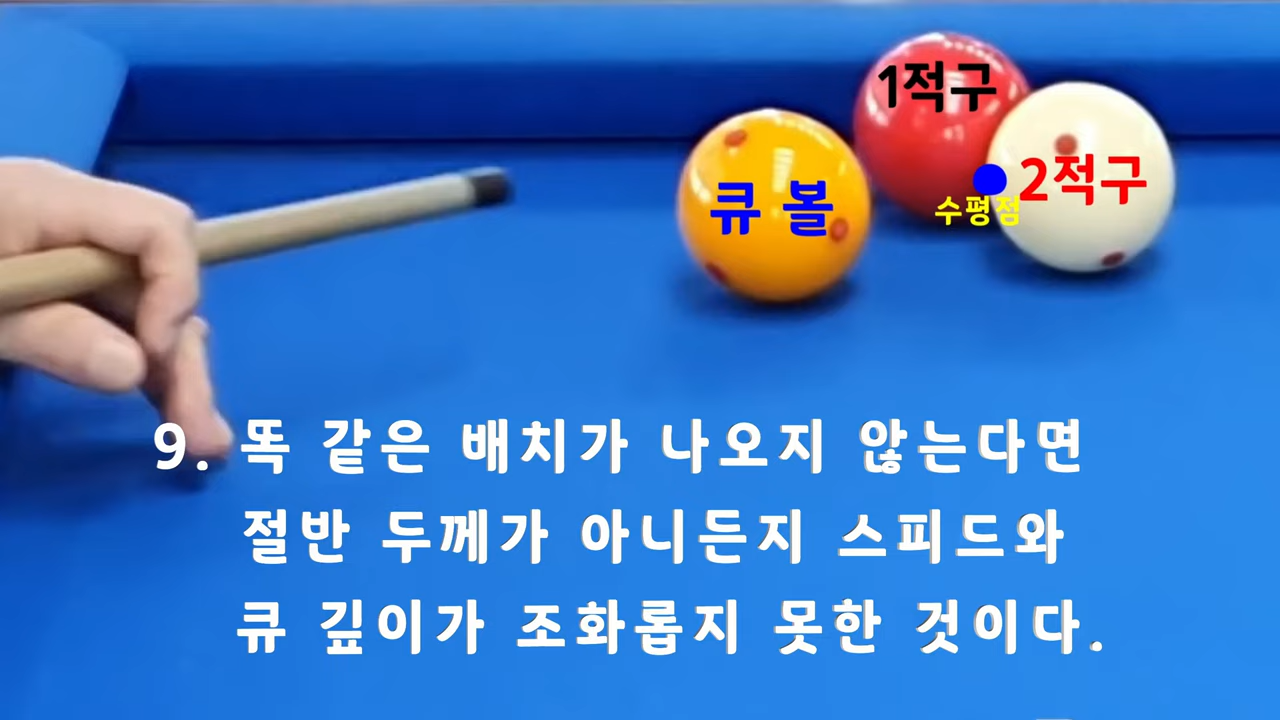 1적구
2적구
큐 볼
수평점
9. 똑 같은 배치가 나오지 않는다면
절반 두께가 아니든지 스피드와
큐 깊이가 조화롭지 못한 것이다.